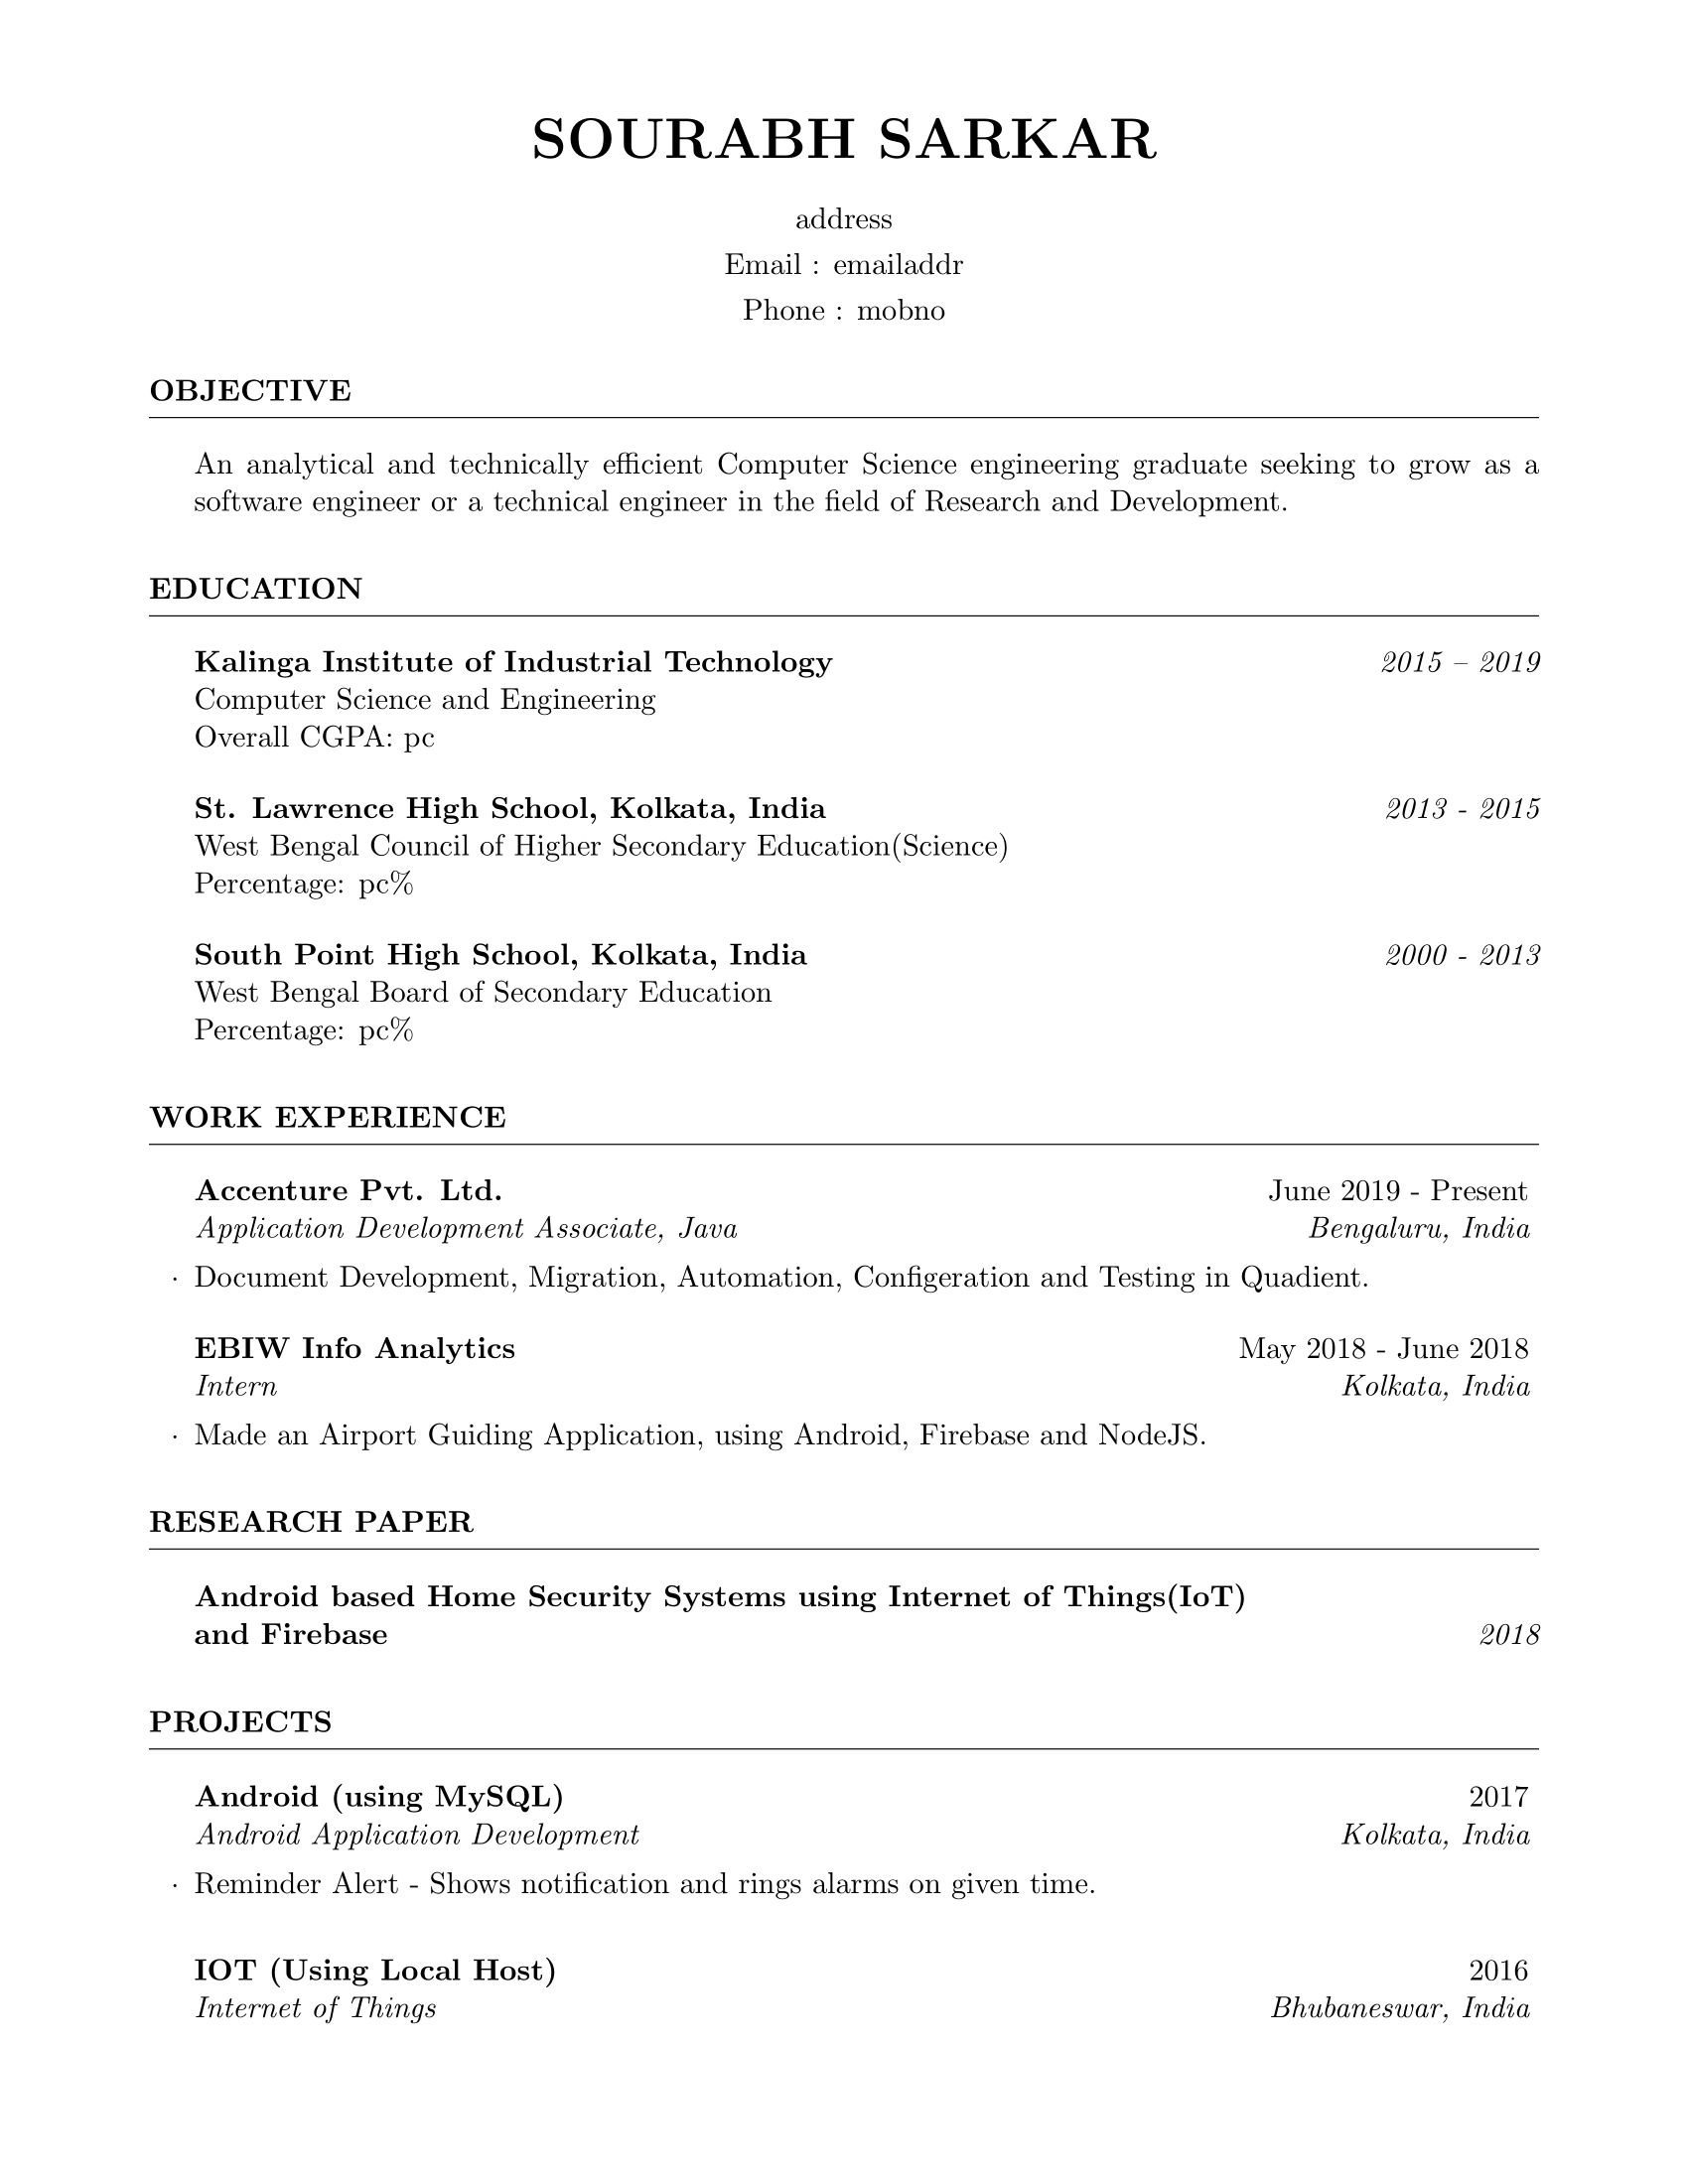 SOURABH SARKAR
address
Email : emailaddr
Phone : mobno
OBJECTIVE
An analytical and technically efficient Computer Science engineering graduate seeking to grow as a
software engineer or a technical engineer in the field of Research and Development.
EDUCATION
Kalinga Institute of Industrial Technology 2015 – 2019
Computer Science and Engineering
Overall CGPA: pc
St. Lawrence High School, Kolkata, India 2013 - 2015
West Bengal Council of Higher Secondary Education(Science)
Percentage: pc%
South Point High School, Kolkata, India 2000 - 2013
West Bengal Board of Secondary Education
Percentage: pc%
WORK EXPERIENCE
Accenture Pvt. Ltd. June 2019 - Present
Application Development Associate, Java Bengaluru, India
· Document Development, Migration, Automation, Configeration and Testing in Quadient.
EBIW Info Analytics May 2018 - June 2018
Intern Kolkata, India
· Made an Airport Guiding Application, using Android, Firebase and NodeJS.
RESEARCH PAPER
Android based Home Security Systems using Internet of Things(IoT)
and Firebase 2018
PROJECTS
Android (using MySQL) 2017
Android Application Development Kolkata, India
· Reminder Alert - Shows notification and rings alarms on given time.
IOT (Using Local Host) 2016
Internet of Things Bhubaneswar, India